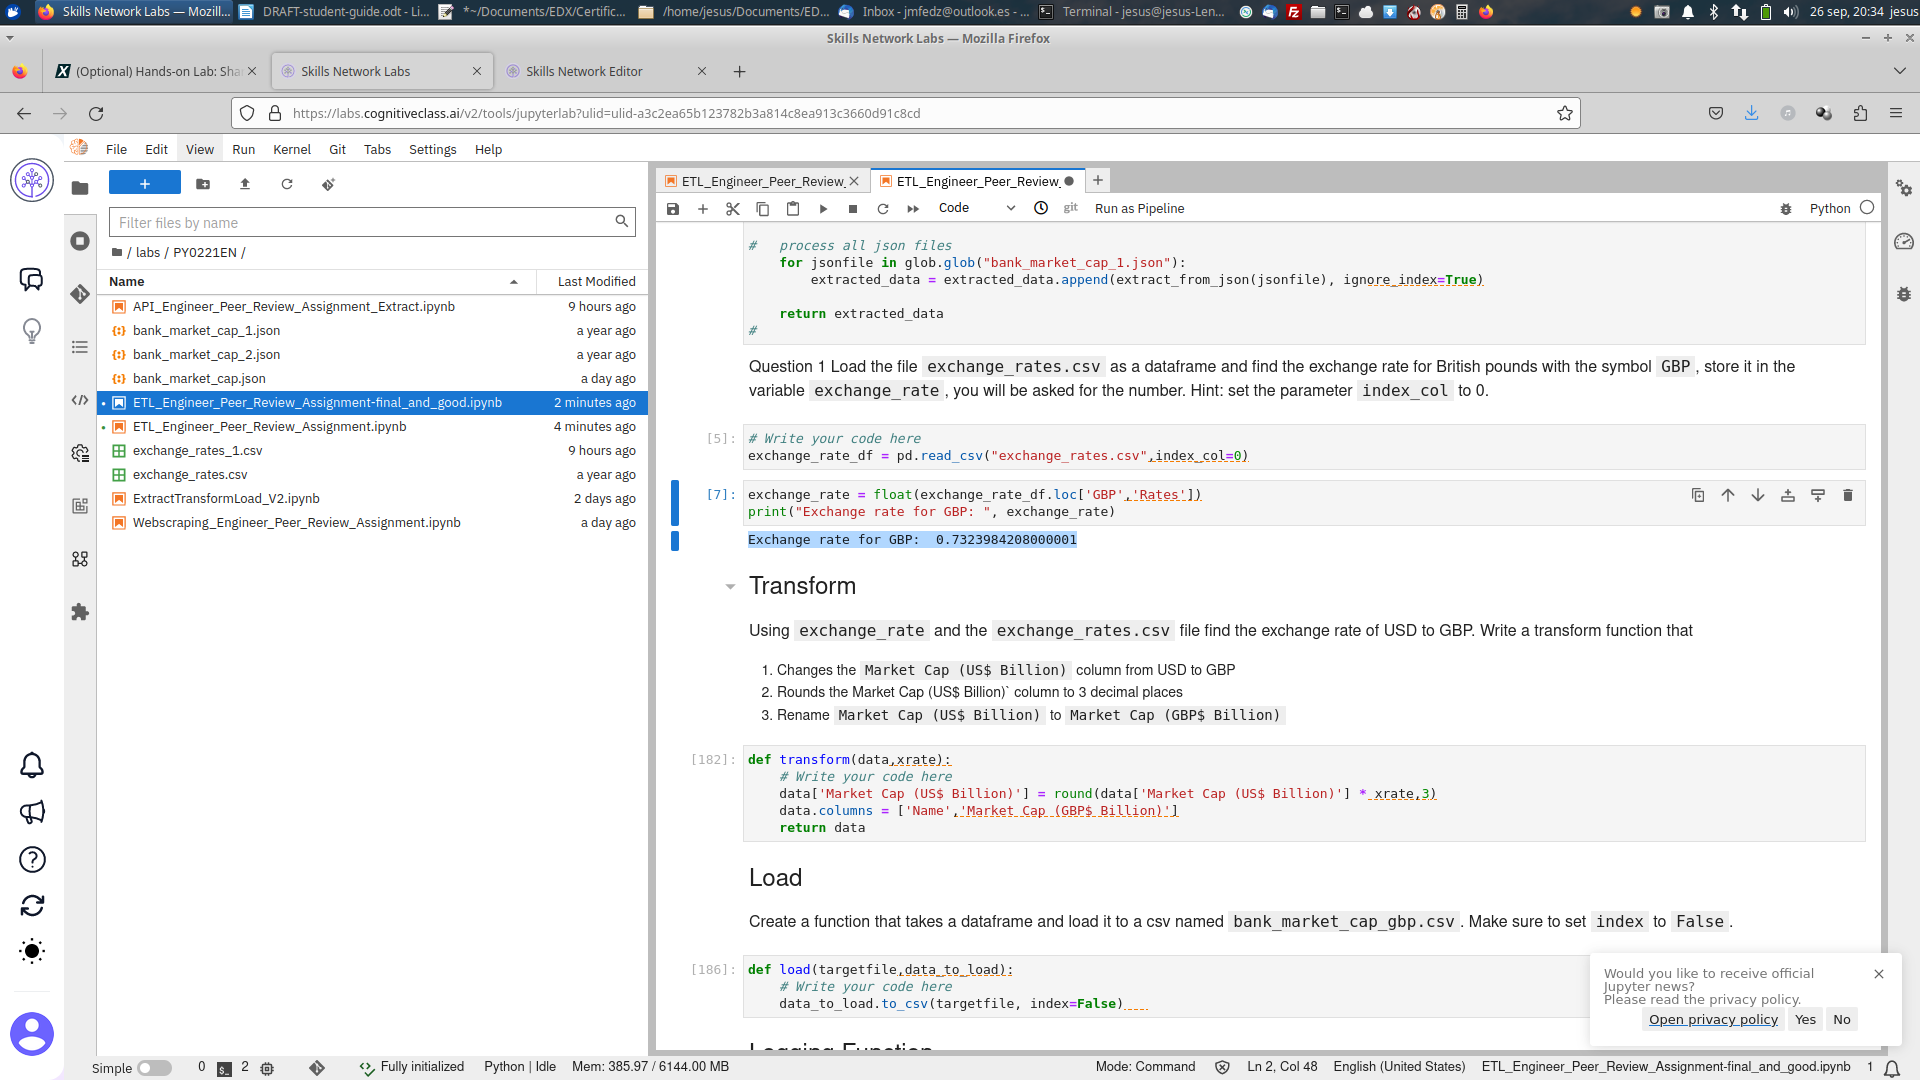 Skills Network Labs — Mozill...
DRAFT-student-guide.odt - Li...
*~/Documents/EDX/Certific...
/home/jesus/Documents/ED...
Inbox - jmfedz@outlook.es - ...
Terminal - jesus@jesus-Len...
26 sep, 20:34 jesus
Skills Network Labs — Mozilla Firefox
(Optional) Hands-on Lab: Sha
Skills Network Labs
Skills Network Editor
https://labs.cognitiveclass.ai/v2/tools/jupyterlab?ulid=ulid-a3c2ea65b123782b3a814c8ea913c3660d91c8cd
File Edit View Run Kernel Git Tabs Settings Help
ETL_Engineer_Peer_Review_
ETL_Engineer_Peer_Review_
Code
git
Run as Pipeline
Python
Filter files by name
/ labs / PY0221EN /
Name Last Modified
API_Engineer_Peer_Review_Assignment_Extract.ipynb 9 hours ago
bank_market_cap_1.json a year ago
bank_market_cap_2.json a year ago
bank_market_cap.json a day ago
ETL_Engineer_Peer_Review_Assignment-final_and_good.ipynb 2 minutes ago
ETL_Engineer_Peer_Review_Assignment.ipynb 4 minutes ago
exchange_rates_1.csv 9 hours ago
exchange_rates.csv a year ago
ExtractTransformLoad_V2.ipynb 2 days ago
Webscraping_Engineer_Peer_Review_Assignment.ipynb a day ago
#   process all json files
    for jsonfile in glob.glob("bank_market_cap_1.json"):
        extracted_data = extracted_data.append(extract_from_json(jsonfile), ignore_index=True)
    return extracted_data
#
Question 1 Load the file exchange_rates.csv as a dataframe and find the exchange rate for British pounds with the symbol GBP, store it in the
variable exchange_rate, you will be asked for the number. Hint: set the parameter index_col to 0.
[5]: # Write your code here
exchange_rate_df = pd.read_csv("exchange_rates.csv",index_col=0)
[7]: exchange_rate = float(exchange_rate_df.loc['GBP','Rates'])
print("Exchange rate for GBP: ", exchange_rate)
Exchange rate for GBP:  0.7323984208000001
Transform
Using exchange_rate and the exchange_rates.csv file find the exchange rate of USD to GBP. Write a transform function that
1. Changes the Market Cap (US$ Billion) column from USD to GBP
2. Rounds the Market Cap (US$ Billion)` column to 3 decimal places
3. Rename Market Cap (US$ Billion) to Market Cap (GBP$ Billion)
[182]: def transform(data,xrate):
    # Write your code here
    data['Market Cap (US$ Billion)'] = round(data['Market Cap (US$ Billion)'] * xrate,3)
    data.columns = ['Name','Market Cap (GBP$ Billion)']
    return data
Load
Create a function that takes a dataframe and load it to a csv named bank_market_cap_gbp.csv. Make sure to set index to False.
[186]: def load(targetfile,data_to_load):
    # Write your code here
    data_to_load.to_csv(targetfile, index=False)
Logging Function
Would you like to receive official
Jupyter news?
Please read the privacy policy.
Open privacy policy Yes No
Simple 0 2 Fully initialized Python | Idle Mem: 385.97 / 6144.00 MB Mode: Command Ln 2, Col 48 English (United States) ETL_Engineer_Peer_Review_Assignment-final_and_good.ipynb 1